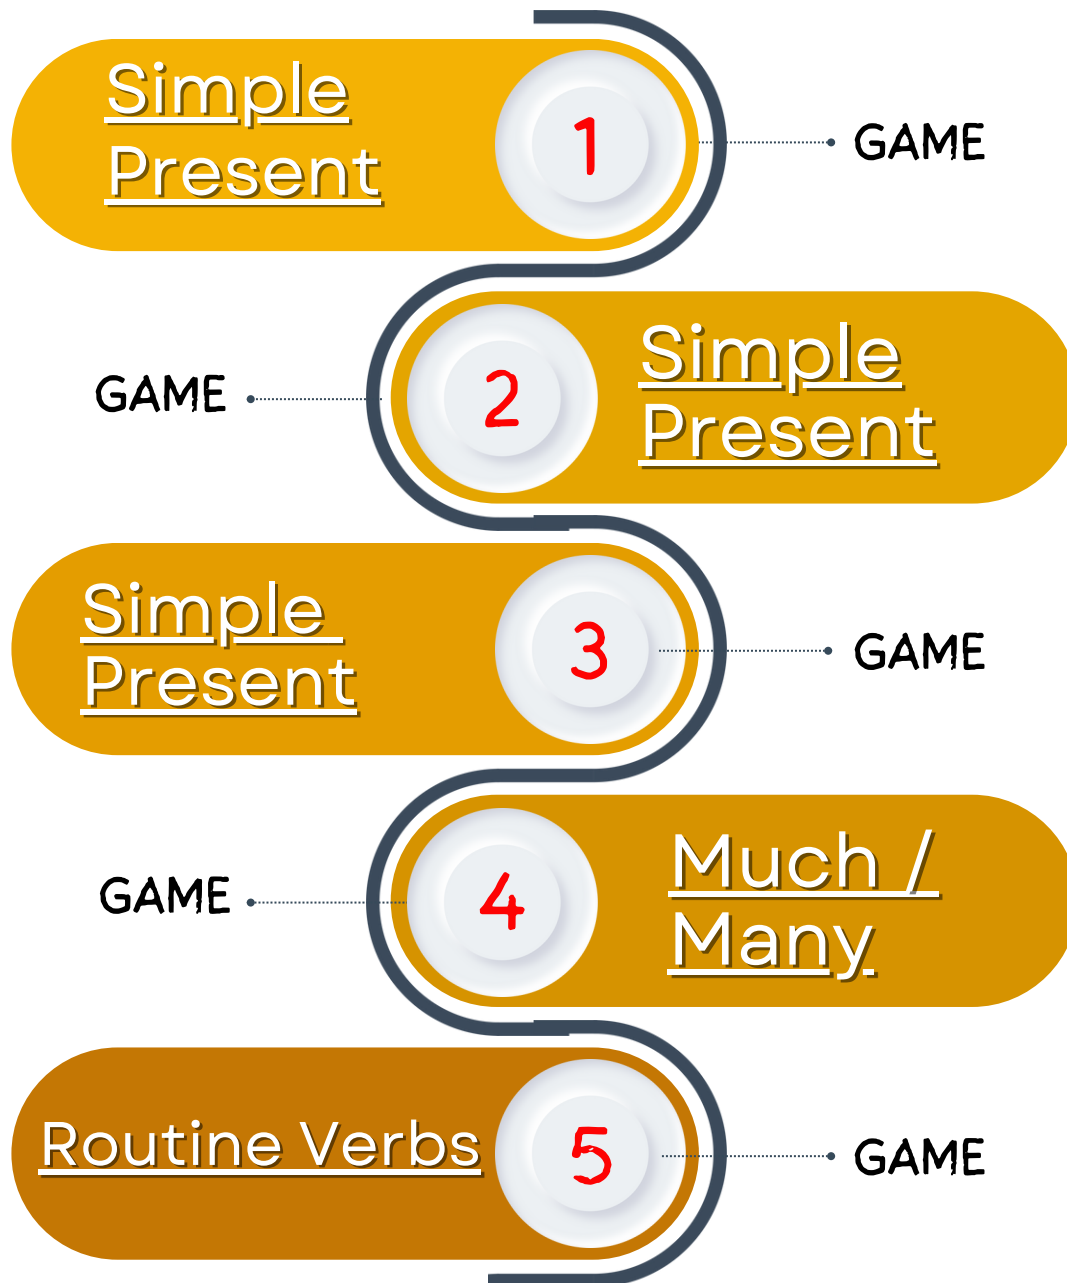 Simple
Present
1
GAME
GAME
2
Simple
Present
Simple
Present
3
GAME
GAME
4
Much /
Many
Routine Verbs
5
GAME